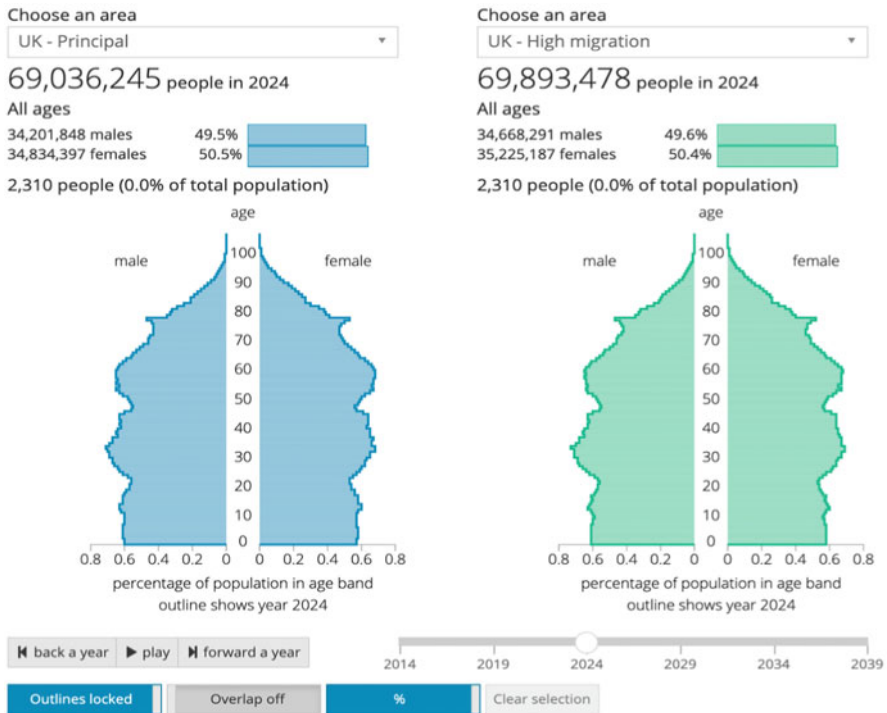 Choose an area
UK - Principal
69,036,245 people in 2024
All ages
34,201,848 males 49.5%
34,834,397 females 50.5%
2,310 people (0.0% of total population)
Choose an area
UK - High migration
69,893,478 people in 2024
All ages
34,668,291 males 49.6%
35,225,187 females 50.4%
2,310 people (0.0% of total population)
age
male
female
100
90
80
70
60
50
40
30
20
10
0
0.8 0.6 0.4 0.2 0 0 0.2 0.4 0.6 0.8
percentage of population in age band
outline shows year 2024
age
male
female
100
90
80
70
60
50
40
30
20
10
0
0.8 0.6 0.4 0.2 0 0 0.2 0.4 0.6 0.8
percentage of population in age band
outline shows year 2024
back a year play forward a year
2014 2019 2024 2029 2034 2039
Outlines locked Overlap off % Clear selection